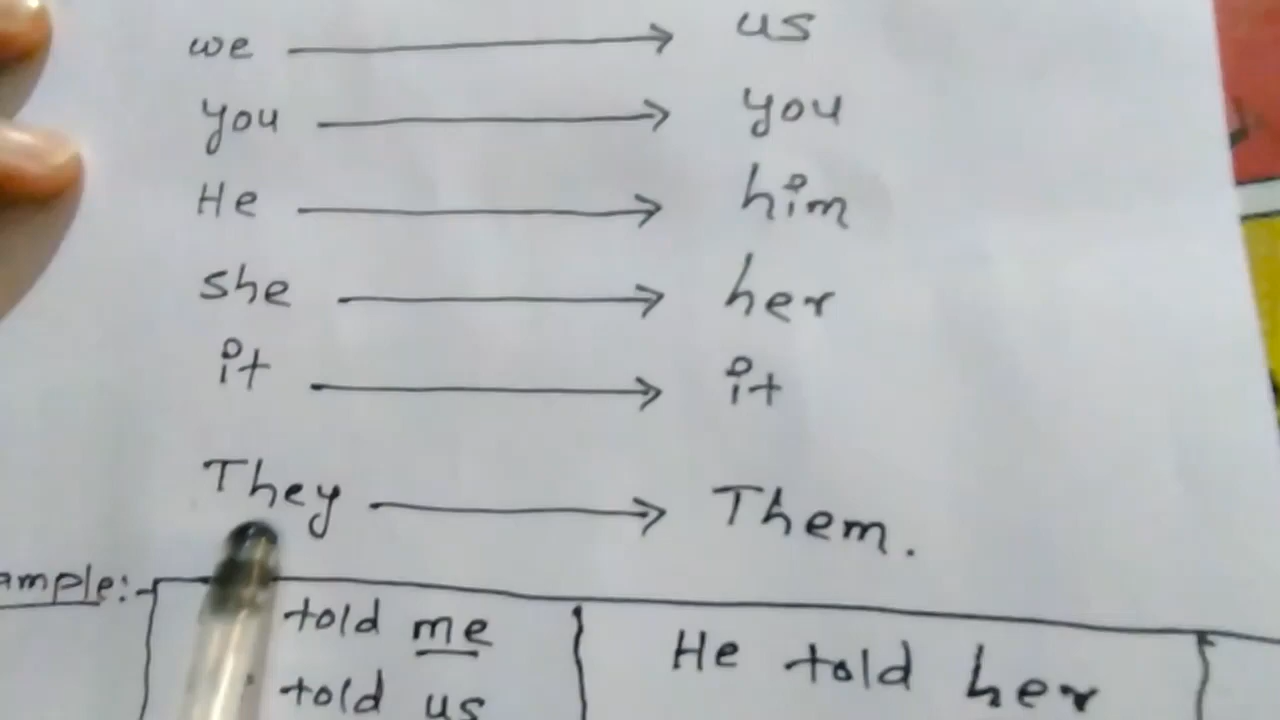 we → us
you → you
He → him
she → her
it → it
They → Them.
ample:-
told me
told us
He told her